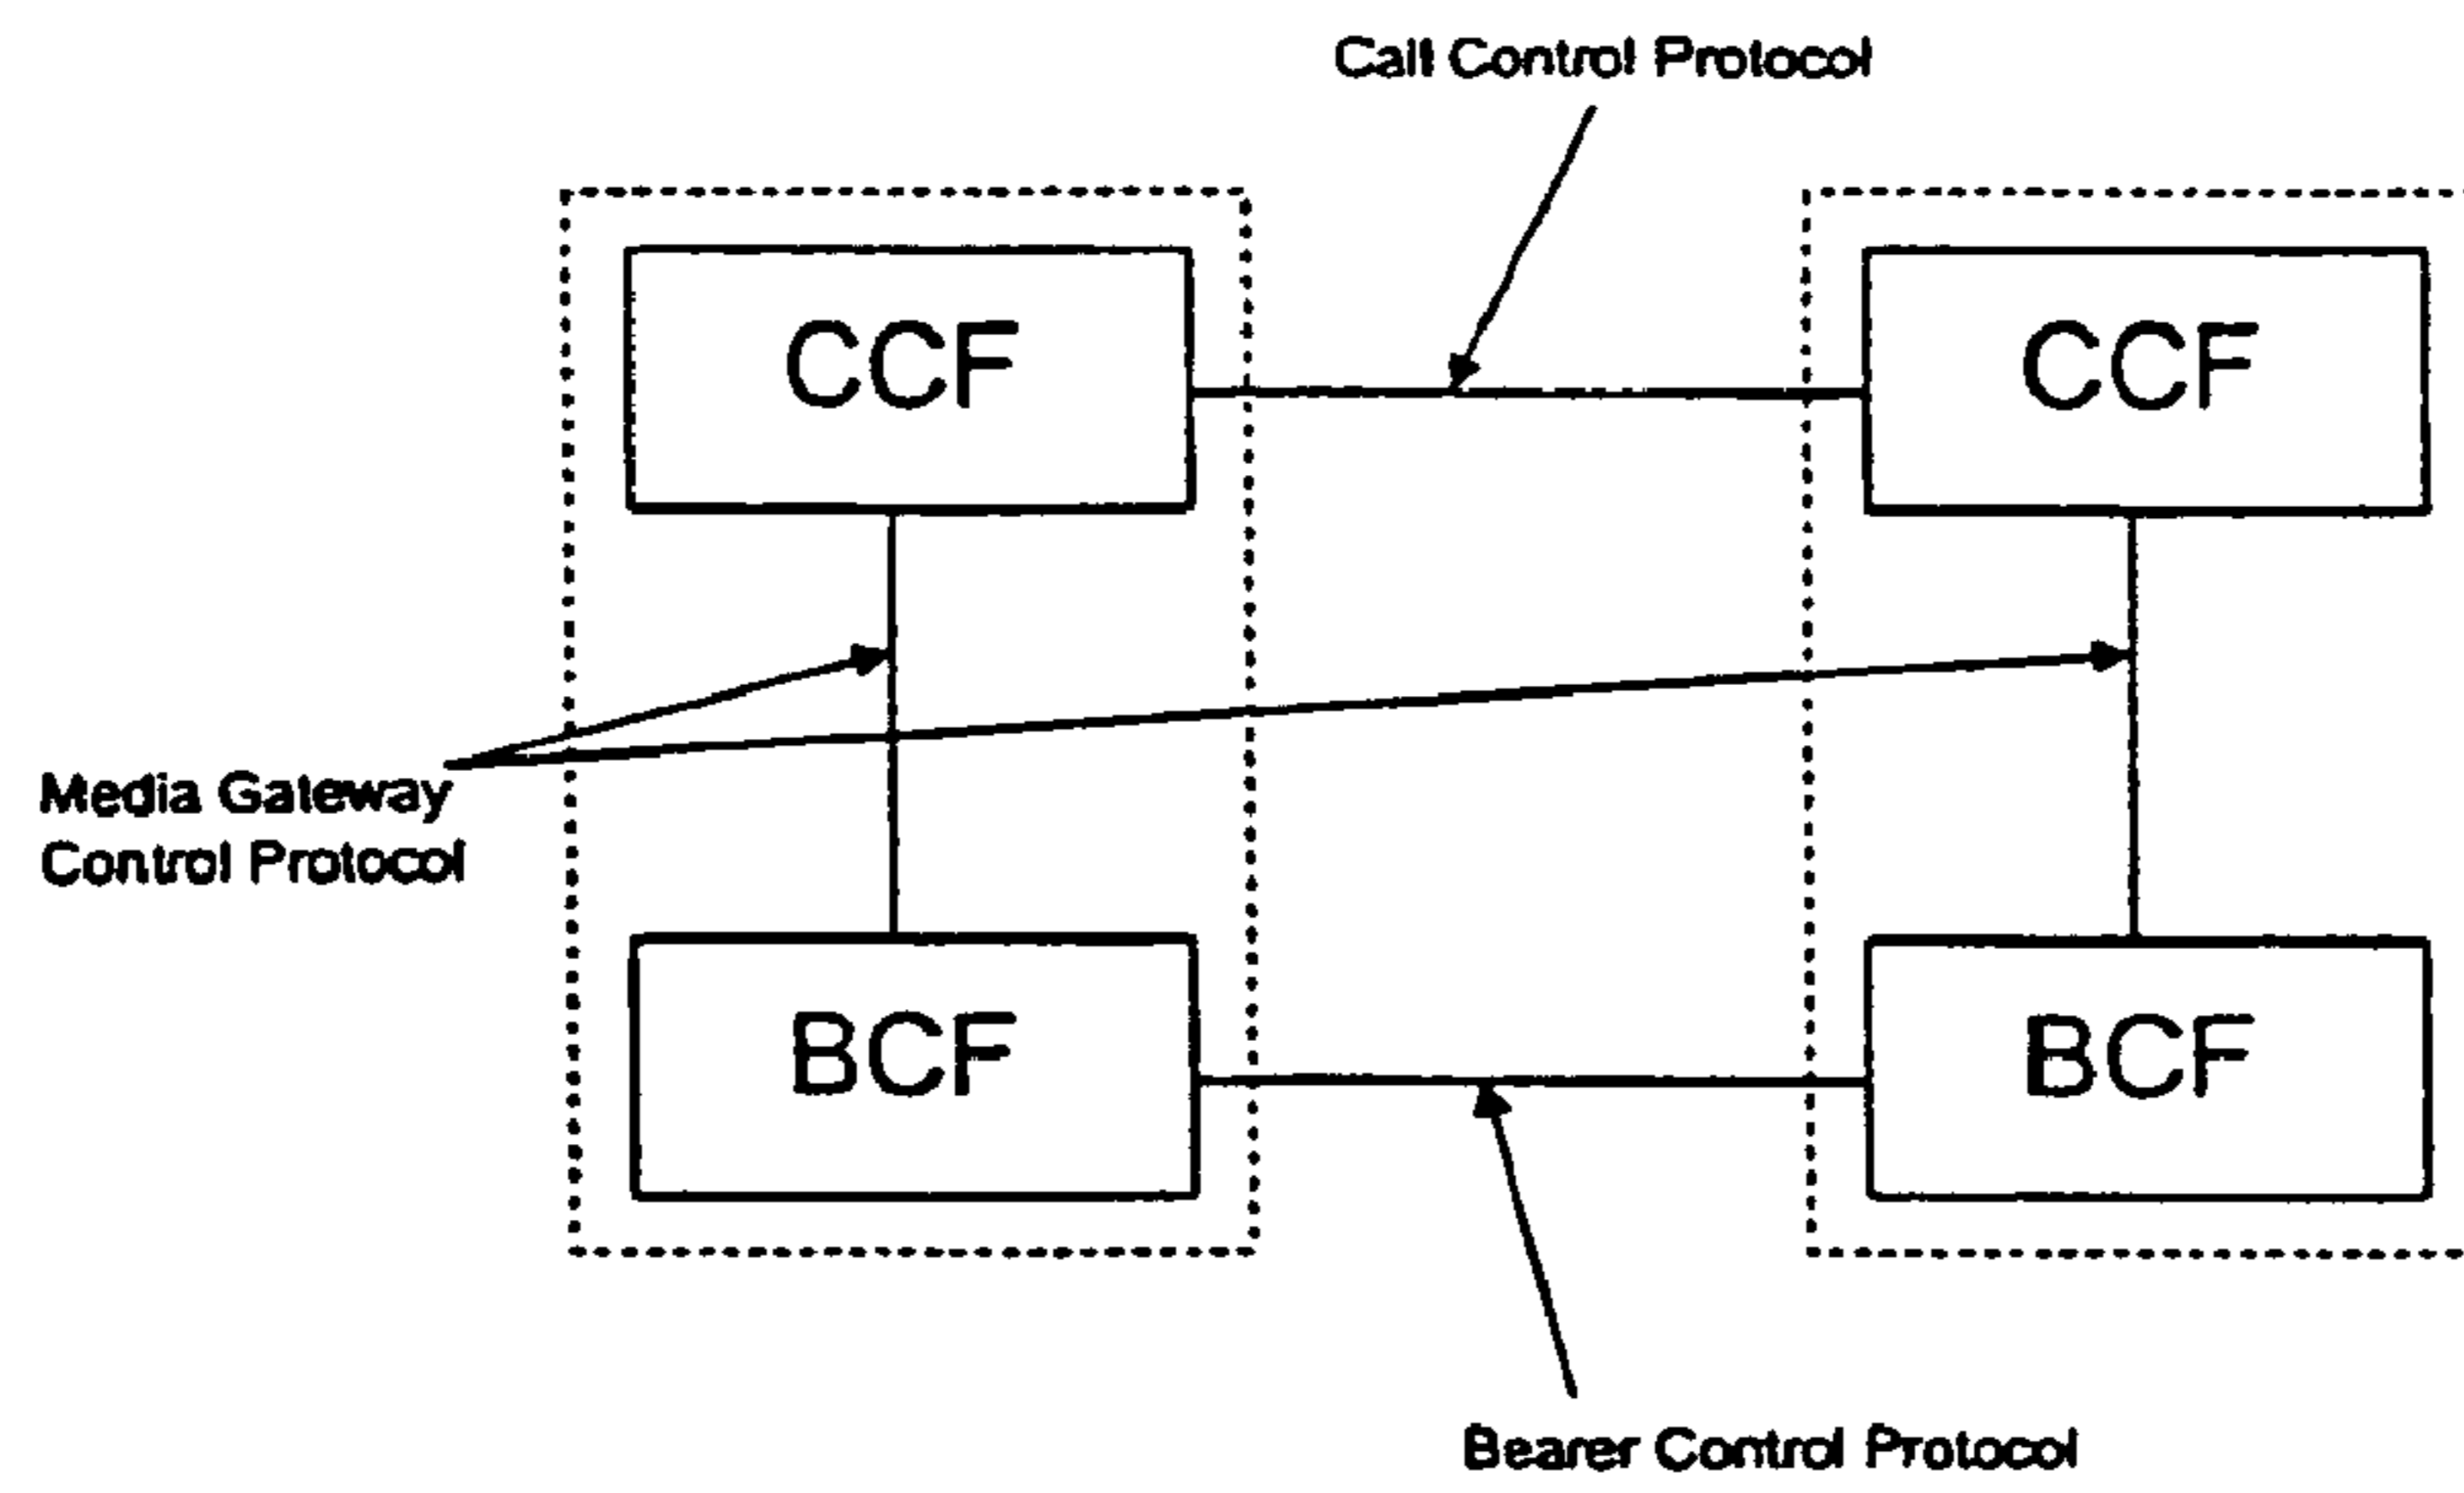 Call Control Protocol
CCF
CCF
Media Gateway
Control Protocol
BCF
BCF
Bearer Control Protocol